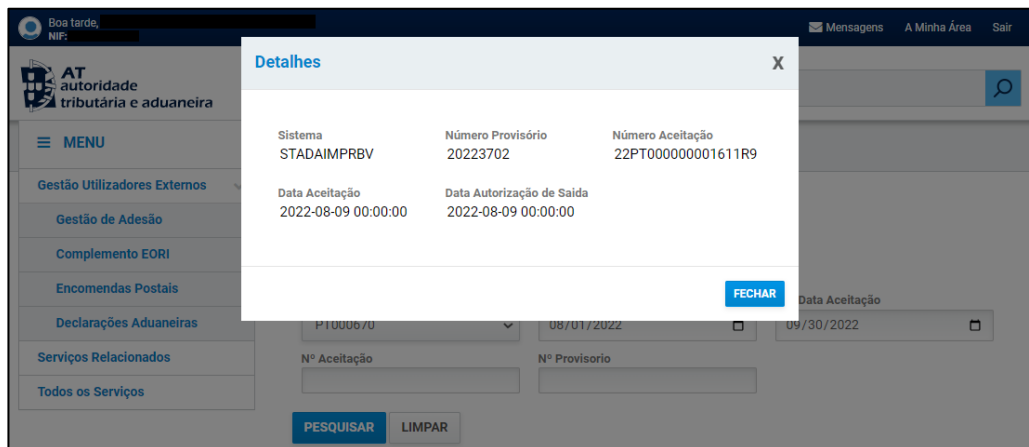 Boa tarde,
NIF:
Mensagens A Minha Área Sair
AT
autoridade
tributária e aduaneira
MENU
Gestão Utilizadores Externos
Gestão de Adesão
Complemento EORI
Encomendas Postais
Declarações Aduaneiras
Serviços Relacionados
Todos os Serviços
Detalhes X
Sistema Número Provisório Número Aceitação
STADAIMPRBV 20223702 22PT000000001611R9
Data Aceitação Data Autorização de Saida
2022-08-09 00:00:00 2022-08-09 00:00:00
FECHAR
Data Aceitação
PT000670 08/01/2022 09/30/2022
Nº Aceitação Nº Provisorio
PESQUISAR LIMPAR